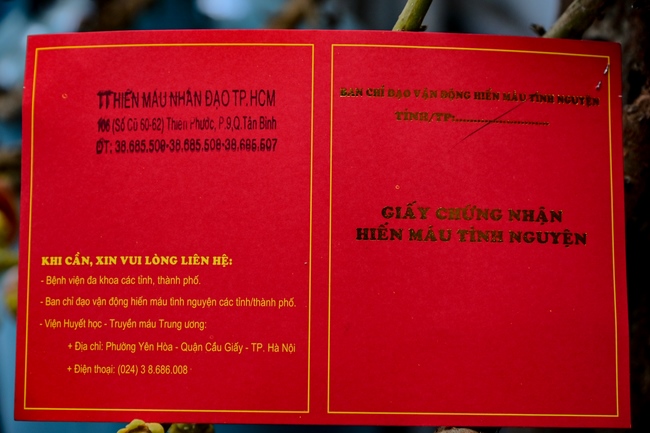 TT HIẾN MÁU NHÂN ĐẠO TP.HCM
106 (Số Cũ 60-62) Thiên Phước, P.9,Q.Tân Bình
ĐT: 38.685.509-38.685.508-38.685.507
KHI CẦN, XIN VUI LÒNG LIÊN HỆ:
- Bệnh viện đa khoa các tỉnh, thành phố.
- Ban chỉ đạo vận động hiến máu tình nguyện các tỉnh/thành phố.
- Viện Huyết học - Truyền máu Trung ương:
+ Địa chỉ: Phường Yên Hòa - Quận Cầu Giấy - TP. Hà Nội
+ Điện thoại: (024) 3 8.686.008
BAN CHỈ ĐẠO VẬN ĐỘNG HIẾN MÁU TÌNH NGUYỆN
TỈNH/TP:........................
GIẤY CHỨNG NHẬN
HIẾN MÁU TÌNH NGUYỆN